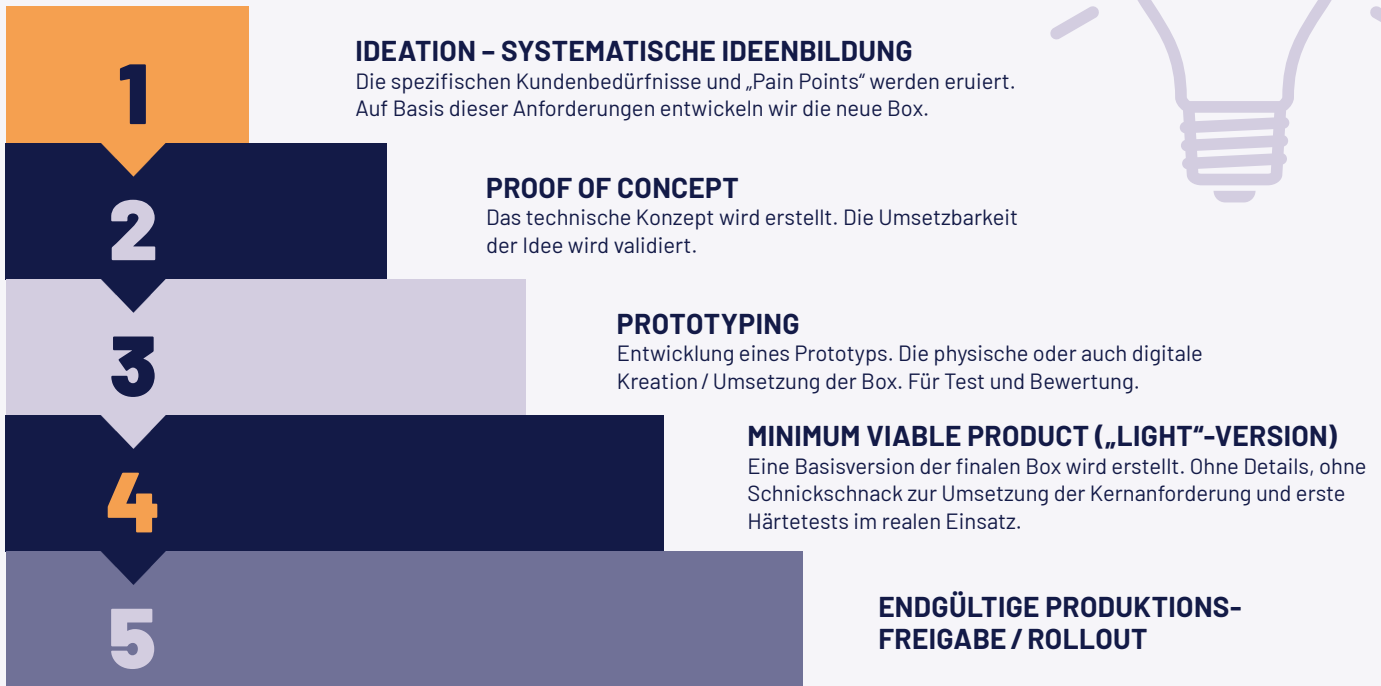 1
IDEATION – SYSTEMATISCHE IDEENBILDUNG
Die spezifischen Kundenbedürfnisse und „Pain Points“ werden eruiert.
Auf Basis dieser Anforderungen entwickeln wir die neue Box.
2
PROOF OF CONCEPT
Das technische Konzept wird erstellt. Die Umsetzbarkeit
der Idee wird validiert.
3
PROTOTYPING
Entwicklung eines Prototyps. Die physische oder auch digitale
Kreation / Umsetzung der Box. Für Test und Bewertung.
4
MINIMUM VIABLE PRODUCT („LIGHT“-VERSION)
Eine Basisversion der finalen Box wird erstellt. Ohne Details, ohne
Schnickschnack zur Umsetzung der Kernanforderung und erste
Härtetests im realen Einsatz.
5
ENDGÜLTIGE PRODUKTIONS-
FREIGABE / ROLLOUT